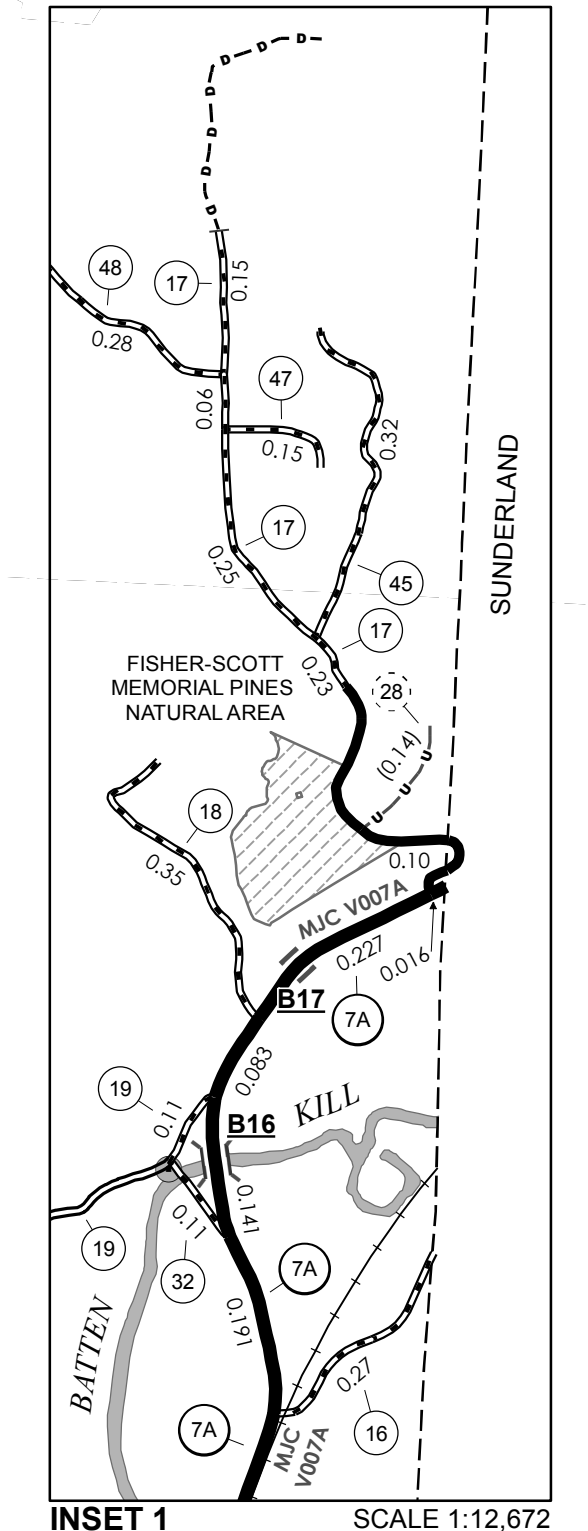 D
D
D
D
D
D
D
48
17
0.15
0.28
0.06
47
0.15
0.32
SUNDERLAND
17
0.25
45
17
0.23
FISHER-SCOTT
MEMORIAL PINES
NATURAL AREA
28
(0.14)
U
U
18
0.35
0.10
MJC V007A
0.227
0.016
B17
7A
0.083
19
0.11
KILL
B16
0.141
0.11
19
32
7A
BATTEN
0.191
0.27
16
7A
MJC
V007A
INSET 1
SCALE 1:12,672